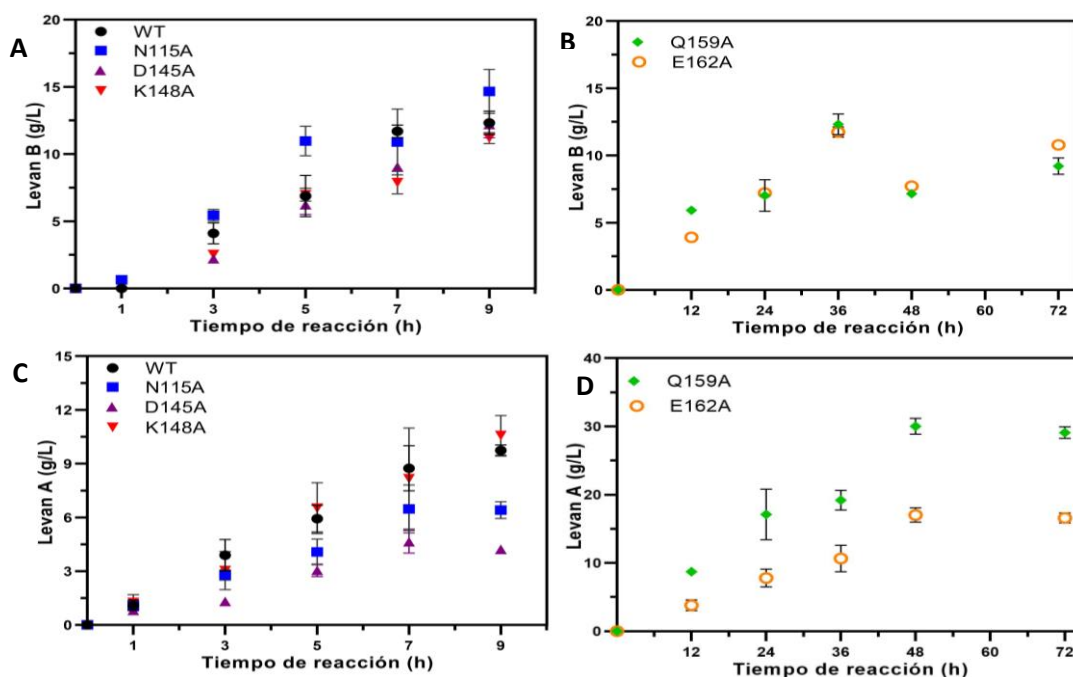 A
WT
N115A
D145A
K148A
Levan B (g/L)
20
15
10
5
0
1 3 5 7 9
Tiempo de reacción (h)
B
Q159A
E162A
Levan B (g/L)
20
15
10
5
0
12 24 36 48 60 72
Tiempo de reacción (h)
C
WT
N115A
D145A
K148A
Levan A (g/L)
15
12
9
6
3
0
1 3 5 7 9
Tiempo de reacción (h)
D
Q159A
E162A
Levan A (g/L)
40
30
20
10
0
12 24 36 48 60 72
Tiempo de reacción (h)